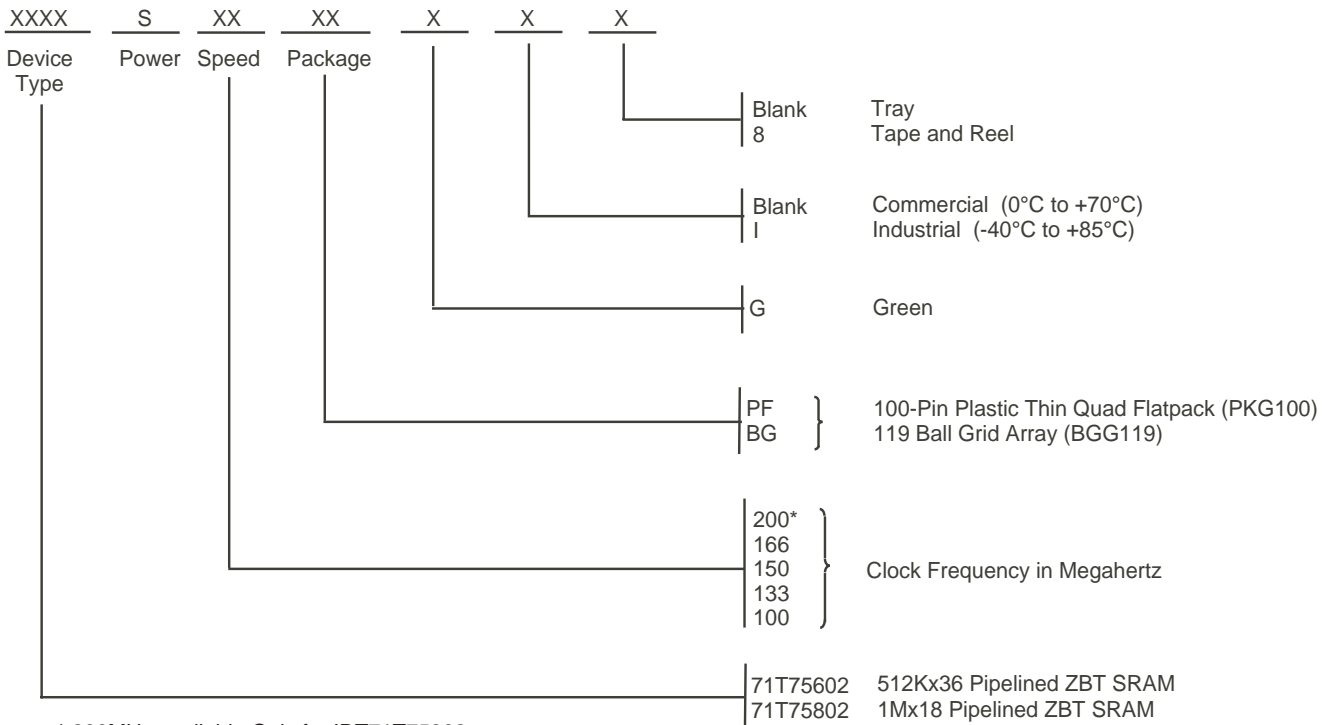 XXXX S XX XX X X X
Device Type Power Speed Package
Blank Tray
8 Tape and Reel
Blank Commercial (0°C to +70°C)
I Industrial (-40°C to +85°C)
G Green
PF 100-Pin Plastic Thin Quad Flatpack (PKG100)
BG 119 Ball Grid Array (BGG119)
200*
166
150 Clock Frequency in Megahertz
133
100
71T75602 512Kx36 Pipelined ZBT SRAM
71T75802 1Mx18 Pipelined ZBT SRAM